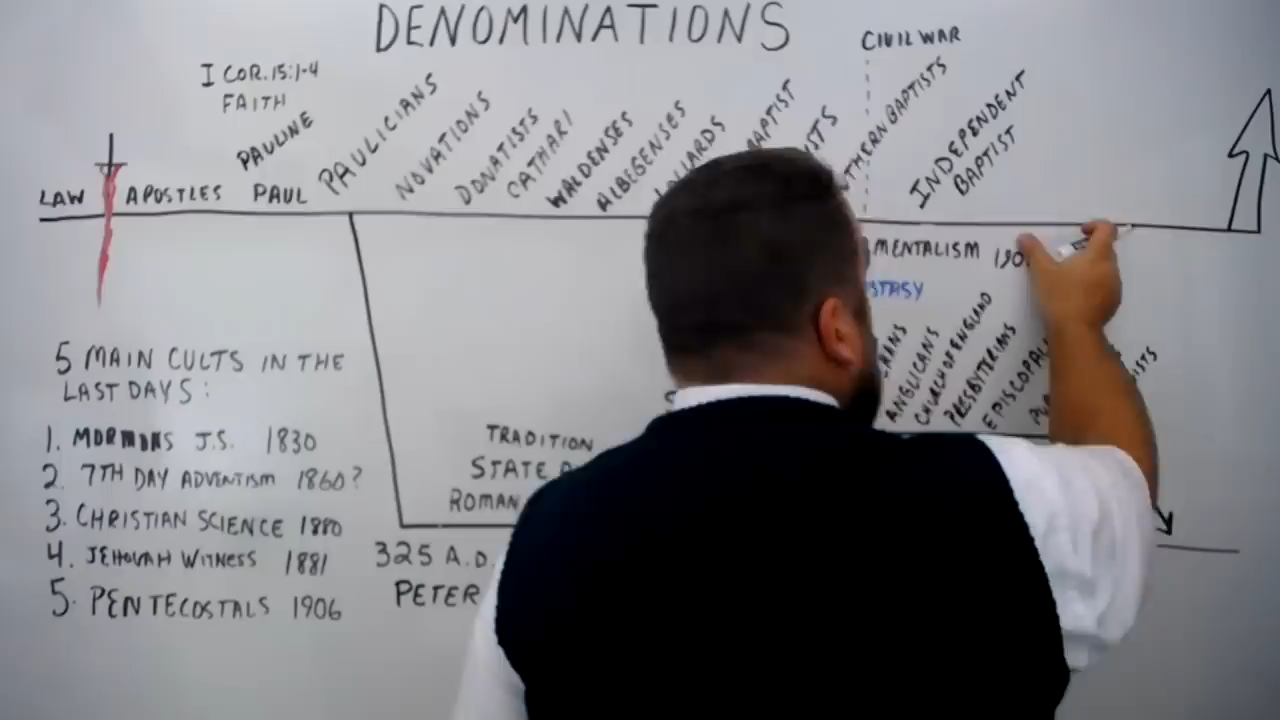 DENOMINATIONS
CIVIL WAR
I COR. 15:1-4
FAITH
PAULINE
LAW
APOSTLES
PAUL
PAULICIANS
NOVATIONS
DONATISTS
CATHARI
WALDENSES
ALBEGENSES
INDEPENDENT
BAPTIST
BAPTISTS
5 MAIN CULTS IN THE
LAST DAYS:
1. MORMONS J.S. 1830
2. 7TH DAY ADVENTISM 1860?
3. CHRISTIAN SCIENCE 1880
4. JEHOVAH WITNESS 1881
5. PENTECOSTALS 1906
TRADITION
STATE
ROMAN
325 A.D.
PETER
ANGLICANS
CHURCH OF ENGLAND
PRESBYTERIANS